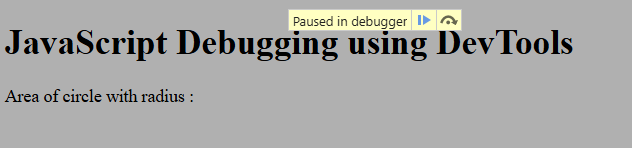 Paused in debugger
JavaScript Debugging using DevTools
Area of circle with radius :